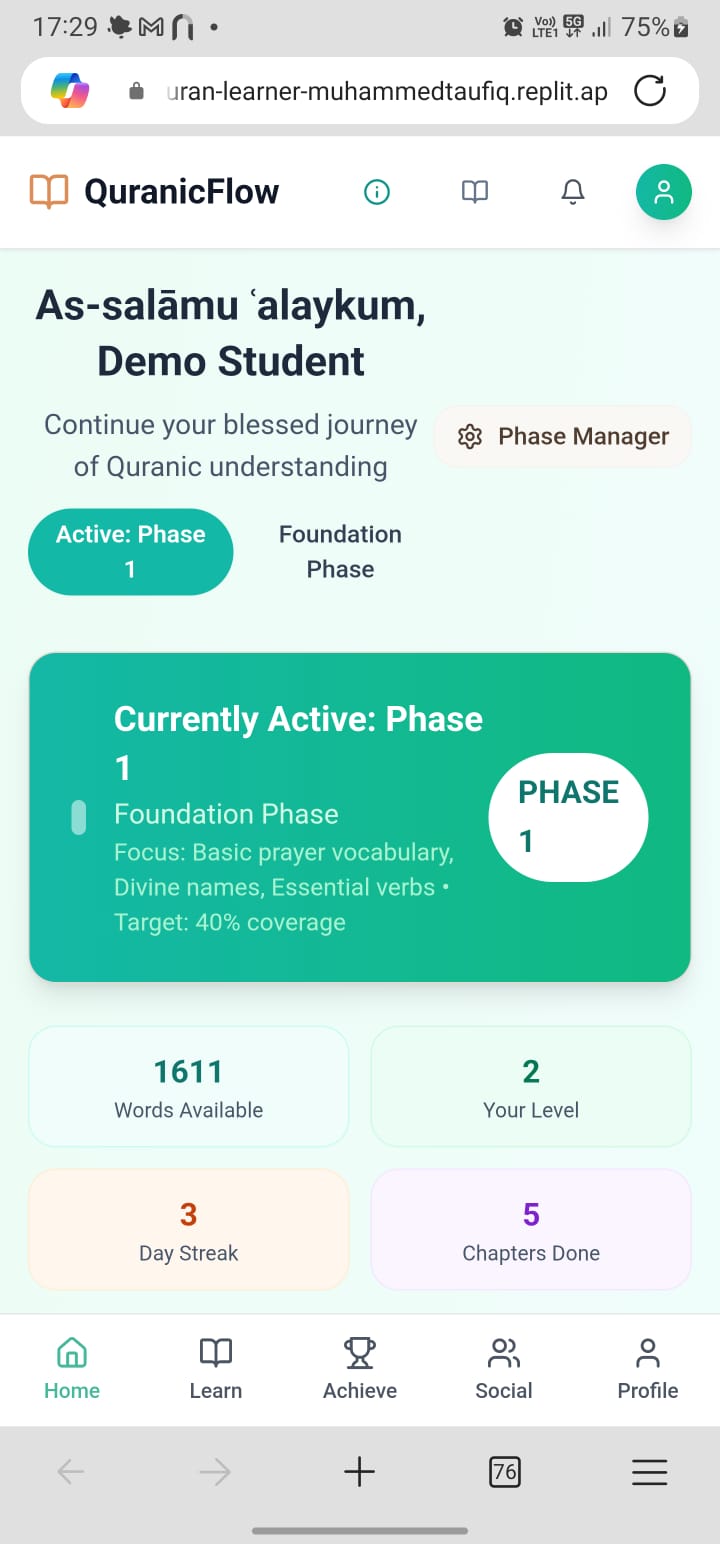 17:29
Vo)) LTE1 5G 75%
uran-learner-muhammedtaufiq.replit.ap
QuranicFlow
As-salāmu ʿalaykum,
Demo Student
Continue your blessed journey
of Quranic understanding
Phase Manager
Active: Phase
1
Foundation
Phase
Currently Active: Phase
1
Foundation Phase
Focus: Basic prayer vocabulary,
Divine names, Essential verbs •
Target: 40% coverage
PHASE
1
1611
Words Available
2
Your Level
3
Day Streak
5
Chapters Done
Home
Learn
Achieve
Social
Profile
76